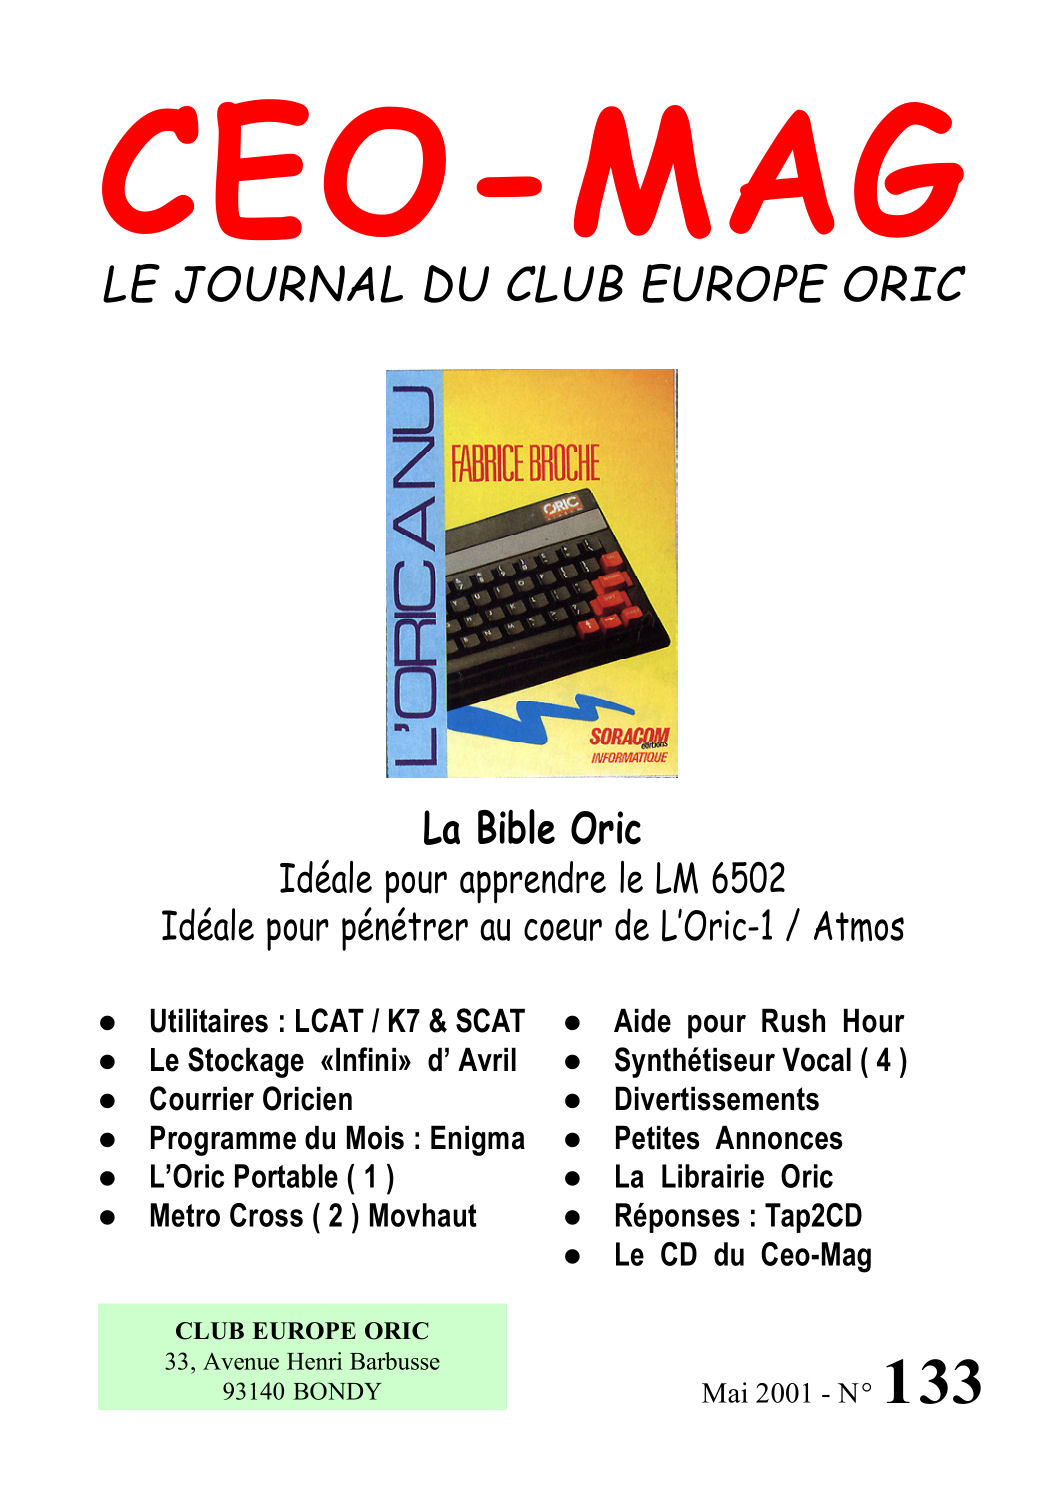 CEO-MAG
LE JOURNAL DU CLUB EUROPE ORIC
L'ORIC A NU
FABRICE BROCHE
ORIC
SORACOM
éditions
INFORMATIQUE
La Bible Oric
Idéale pour apprendre le LM 6502
Idéale pour pénétrer au coeur de L'Oric-1 / Atmos
● Utilitaires : LCAT / K7 & SCAT
● Le Stockage «Infini» d' Avril
● Courrier Oricien
● Programme du Mois : Enigma
● L'Oric Portable ( 1 )
● Metro Cross ( 2 ) Movhaut
● Aide pour Rush Hour
● Synthétiseur Vocal ( 4 )
● Divertissements
● Petites Annonces
● La Librairie Oric
● Réponses : Tap2CD
● Le CD du Ceo-Mag
CLUB EUROPE ORIC
33, Avenue Henri Barbusse
93140 BONDY
Mai 2001 - N° 133